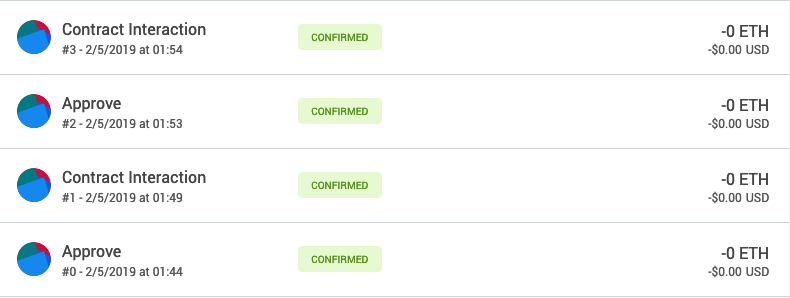 Contract Interaction
CONFIRMED
-0 ETH
#3 - 2/5/2019 at 01:54
-$0.00 USD
Approve
CONFIRMED
-0 ETH
#2 - 2/5/2019 at 01:53
-$0.00 USD
Contract Interaction
CONFIRMED
-0 ETH
#1 - 2/5/2019 at 01:49
-$0.00 USD
Approve
CONFIRMED
-0 ETH
#0 - 2/5/2019 at 01:44
-$0.00 USD